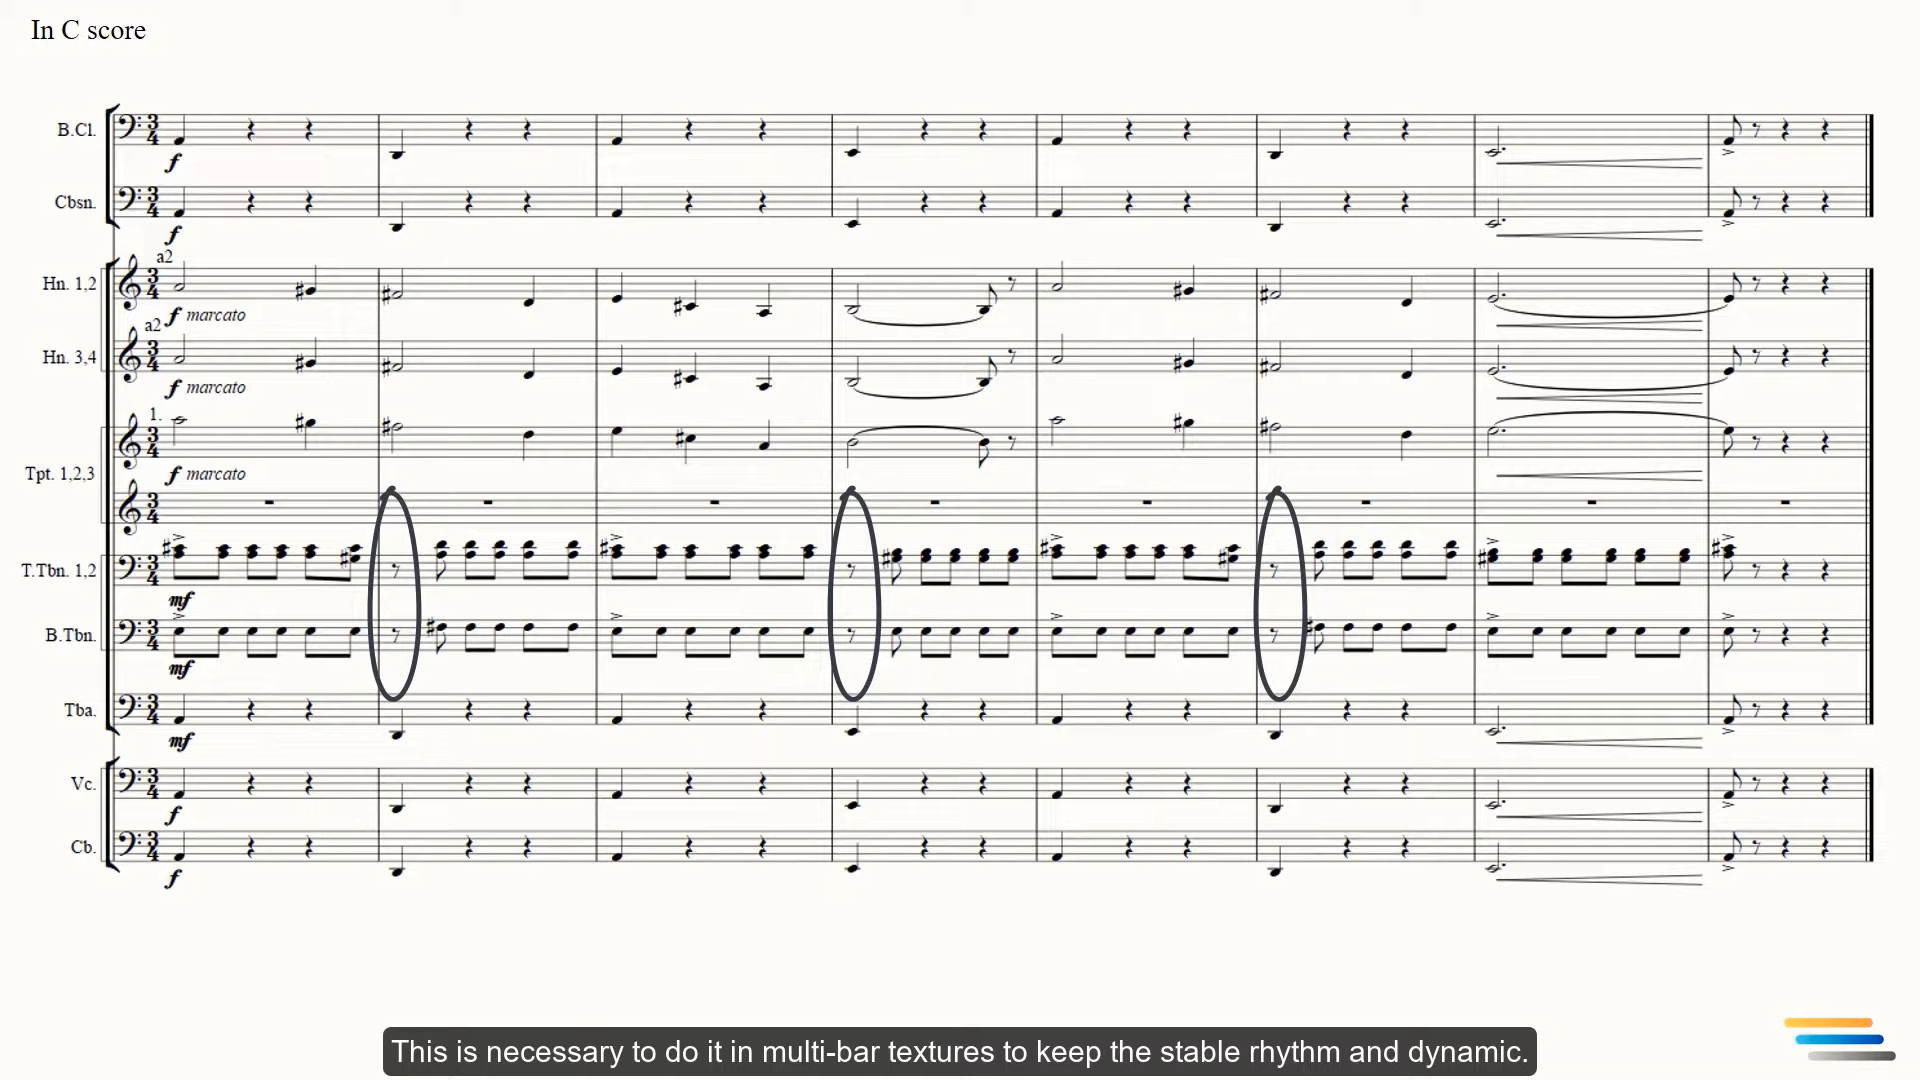 In C score
B.Cl.
f
Cbsn.
f
a2
Hn. 1,2
f marcato
a2
Hn. 3,4
f marcato
1.
f marcato
Tpt. 1,2,3
T.Tbn. 1,2
mf
B.Tbn.
mf
Tba.
mf
Vc.
f
Cb.
f
This is necessary to do it in multi-bar textures to keep the stable rhythm and dynamic.